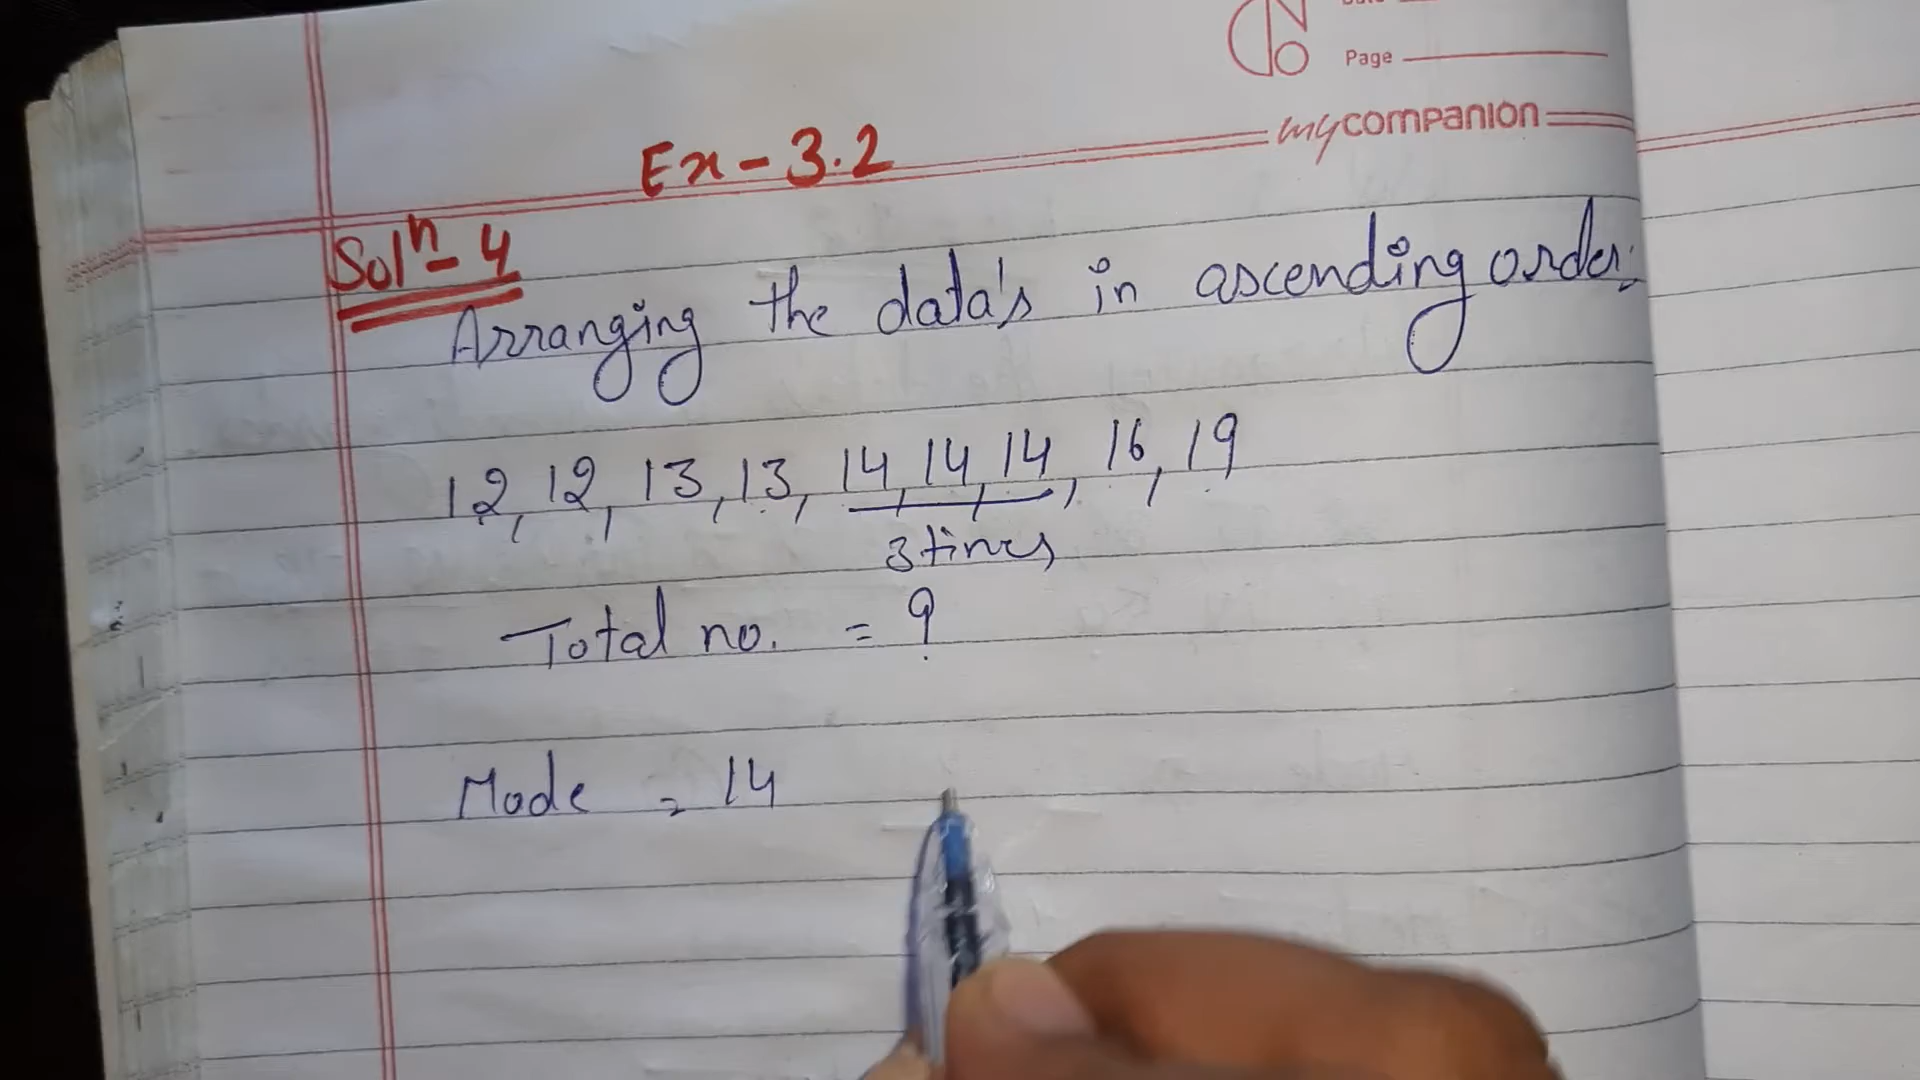 Page
mycompanion
Ex-3.2
Solⁿ-4
Arranging the data's in ascending order:
12, 12, 13, 13, 14, 14, 14, 16, 19
3 times
Total no. = 9
Mode = 14